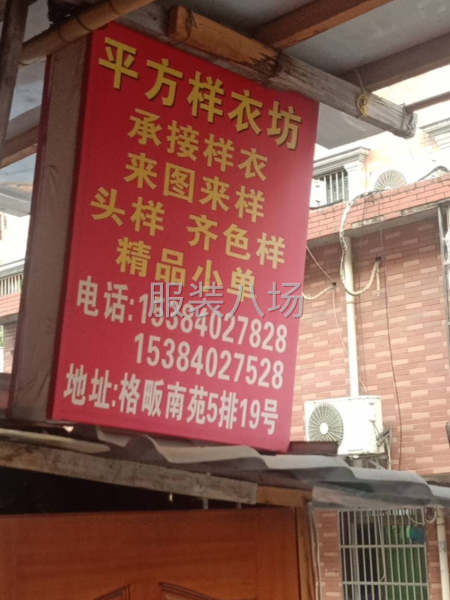 平方样衣坊
承接样衣
来图来样
头样 齐色样
精品小单
电话:15384027828
15384027528
地址:格畈南苑5排19号
服装八场